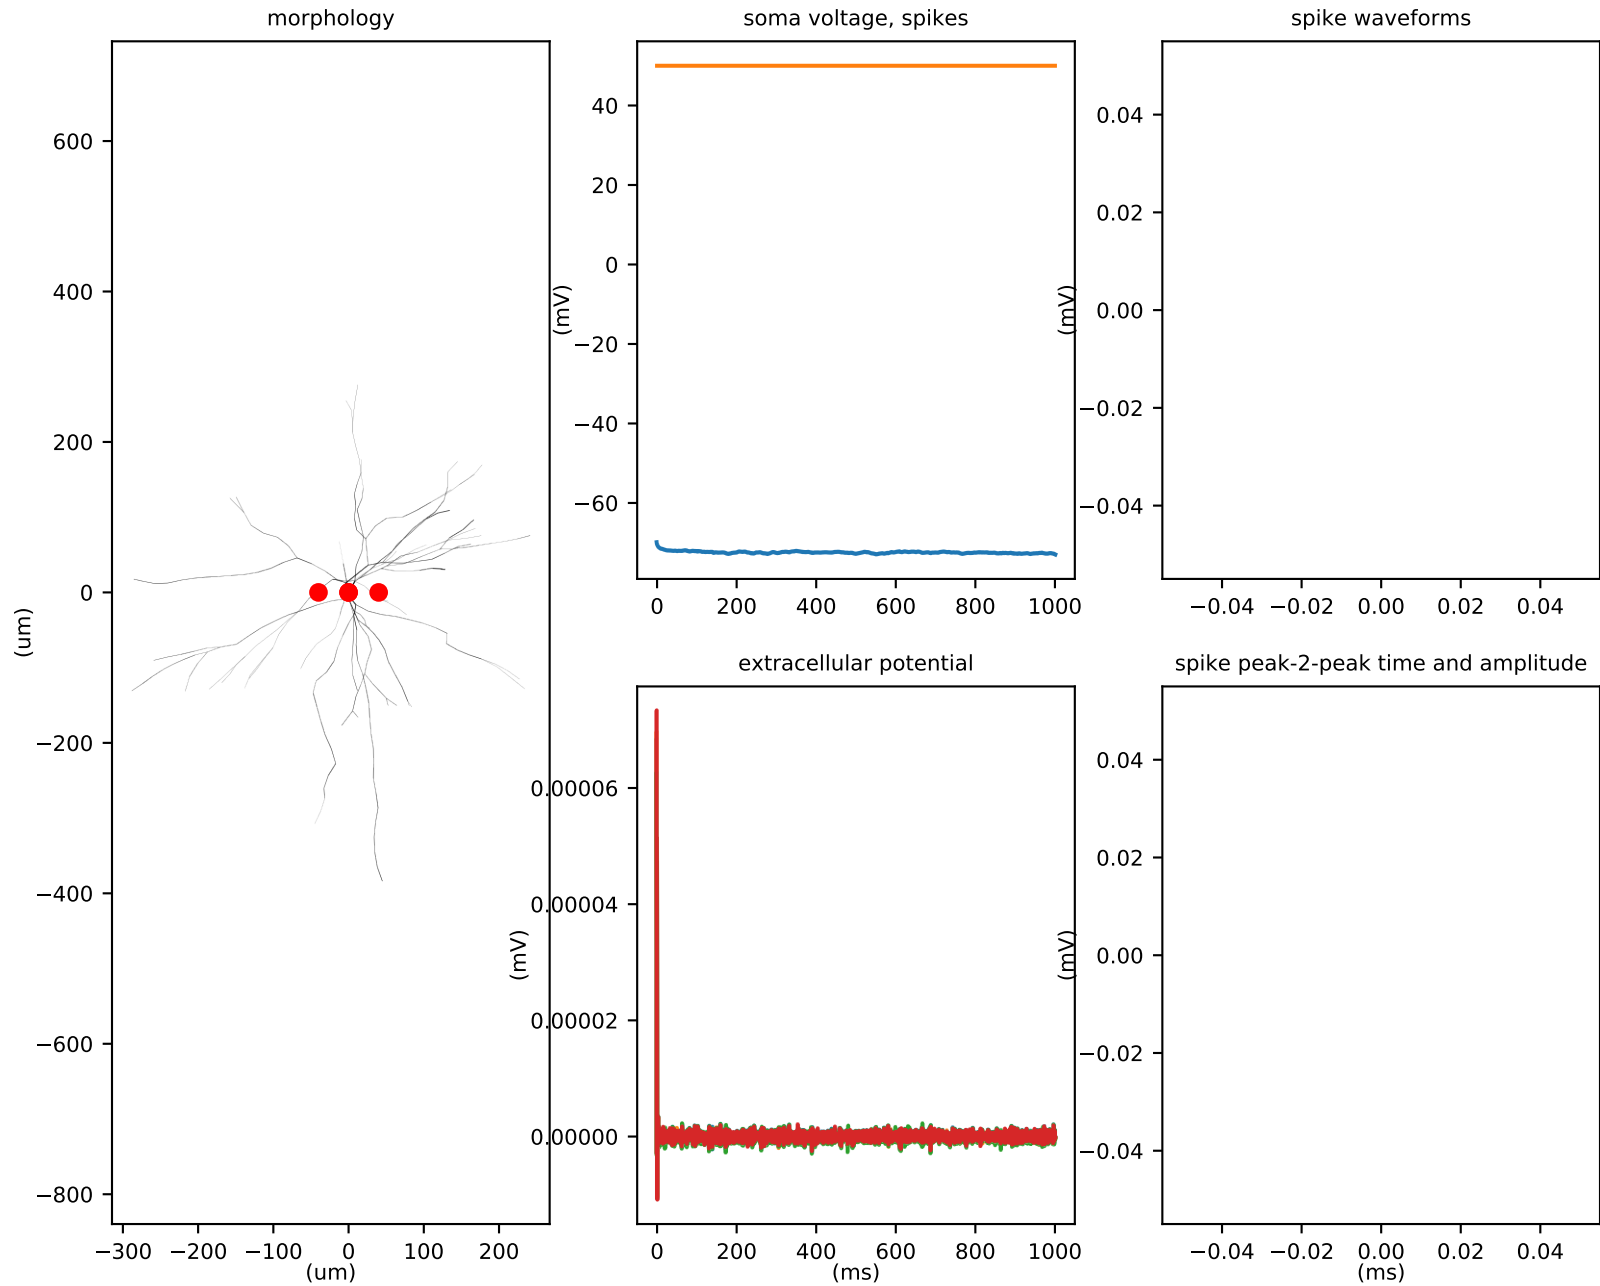 morphology
600
400
200
0
−200
−400
−600
−800
(um)
−300 −200 −100 0 100 200
(um)
soma voltage, spikes
40
20
0
−20
−40
−60
(mV)
0 200 400 600 800 1000
spike waveforms
0.04
0.02
0.00
−0.02
−0.04
(mV)
−0.04 −0.02 0.00 0.02 0.04
extracellular potential
0.00006
0.00004
0.00002
0.00000
(mV)
0 200 400 600 800 1000
(ms)
spike peak-2-peak time and amplitude
0.04
0.02
0.00
−0.02
−0.04
(mV)
−0.04 −0.02 0.00 0.02 0.04
(ms)